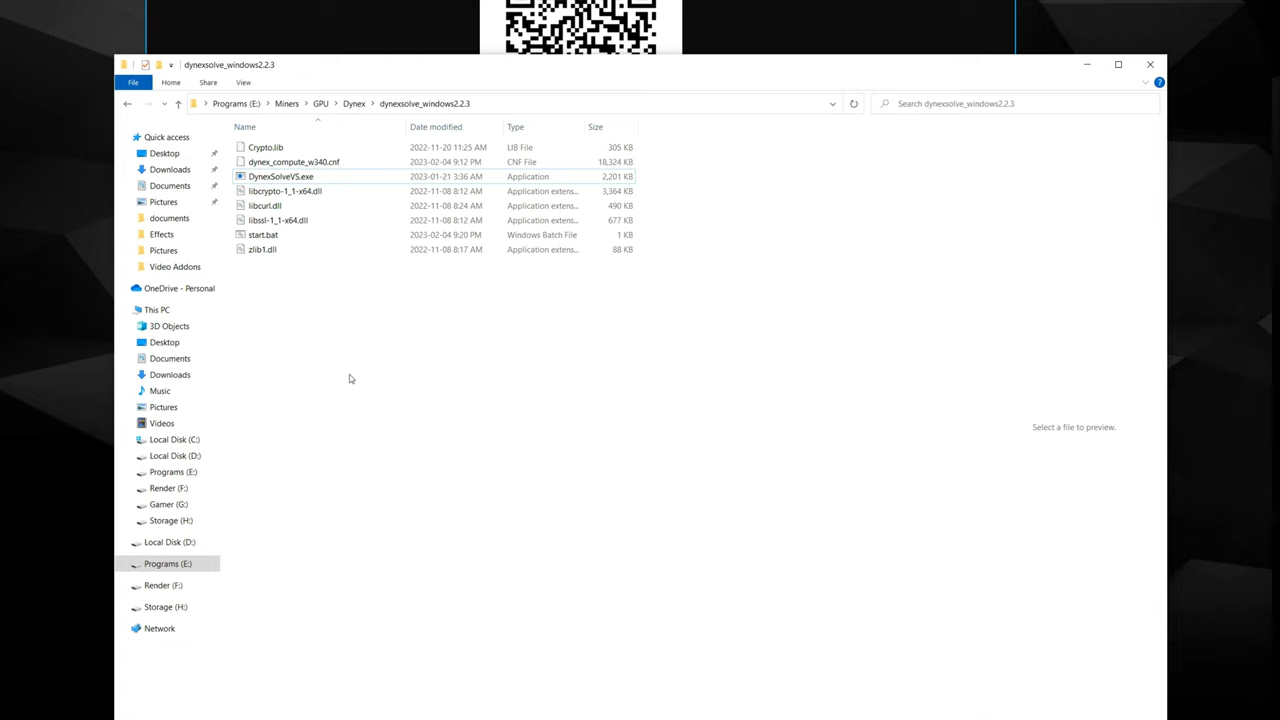 dynexsolve_windows2.2.3
File Home Share View
Programs (E:) > Miners > GPU > Dynex > dynexsolve_windows2.2.3
Search dynexsolve_windows2.2.3
Name Date modified Type Size
Crypto.lib 2022-11-20 11:25 AM LIB File 305 KB
dynex_compute_w340.cnf 2023-02-04 9:12 PM CNF File 18,324 KB
DynexSolveVS.exe 2023-01-21 3:36 AM Application 2,201 KB
libcrypto-1_1-x64.dll 2022-11-08 8:12 AM Application extens... 3,364 KB
libcurl.dll 2022-11-08 8:24 AM Application extens... 490 KB
libssl-1_1-x64.dll 2022-11-08 8:12 AM Application extens... 677 KB
start.bat 2023-02-04 9:20 PM Windows Batch File 1 KB
zlib1.dll 2022-11-08 8:17 AM Application extens... 88 KB
Quick access
Desktop
Downloads
Documents
Pictures
documents
Effects
Pictures
Video Addons
OneDrive - Personal
This PC
3D Objects
Desktop
Documents
Downloads
Music
Pictures
Videos
Local Disk (C:)
Local Disk (D:)
Programs (E:)
Render (F:)
Gamer (G:)
Storage (H:)
Local Disk (D:)
Programs (E:)
Render (F:)
Storage (H:)
Network
Select a file to preview.